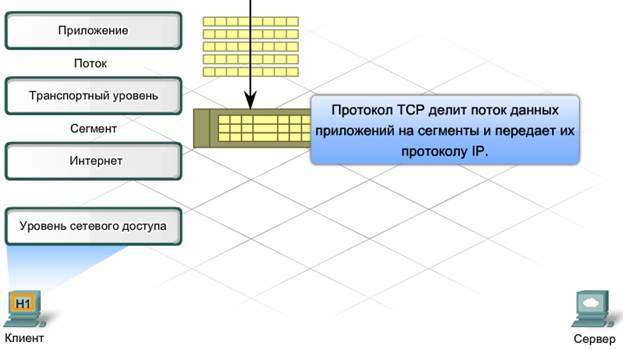 Приложение
Поток
Транспортный уровень
Сегмент
Интернет
Уровень сетевого доступа
Протокол TCP делит поток данных
приложений на сегменты и передает их
протоколу IP.
H1
Клиент
Сервер